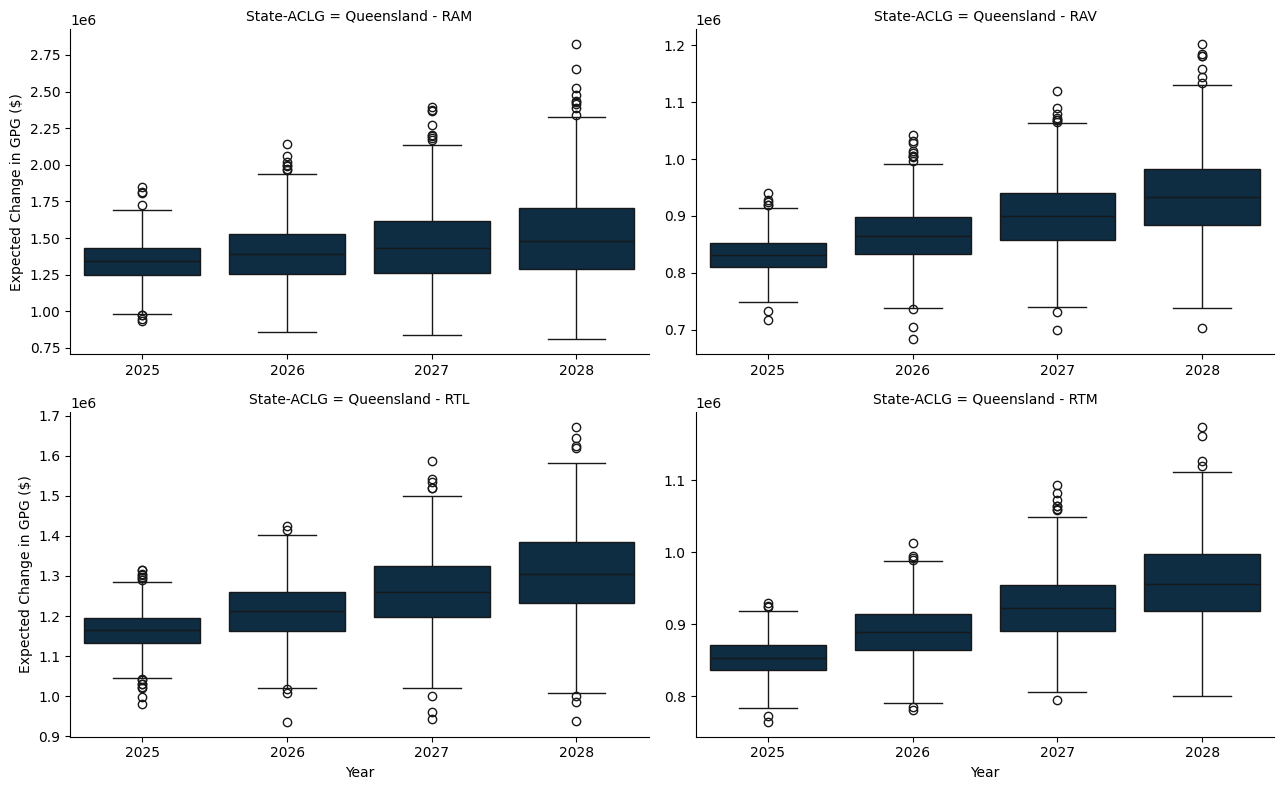 State-ACLG = Queensland - RAM
1e6
Expected Change in GPG ($)
2.75
2.50
2.25
2.00
1.75
1.50
1.25
1.00
0.75
2025 2026 2027 2028
State-ACLG = Queensland - RAV
1e6
1.2
1.1
1.0
0.9
0.8
0.7
2025 2026 2027 2028
State-ACLG = Queensland - RTL
1e6
Expected Change in GPG ($)
1.7
1.6
1.5
1.4
1.3
1.2
1.1
1.0
0.9
2025 2026 2027 2028
Year
State-ACLG = Queensland - RTM
1e6
1.1
1.0
0.9
0.8
2025 2026 2027 2028
Year